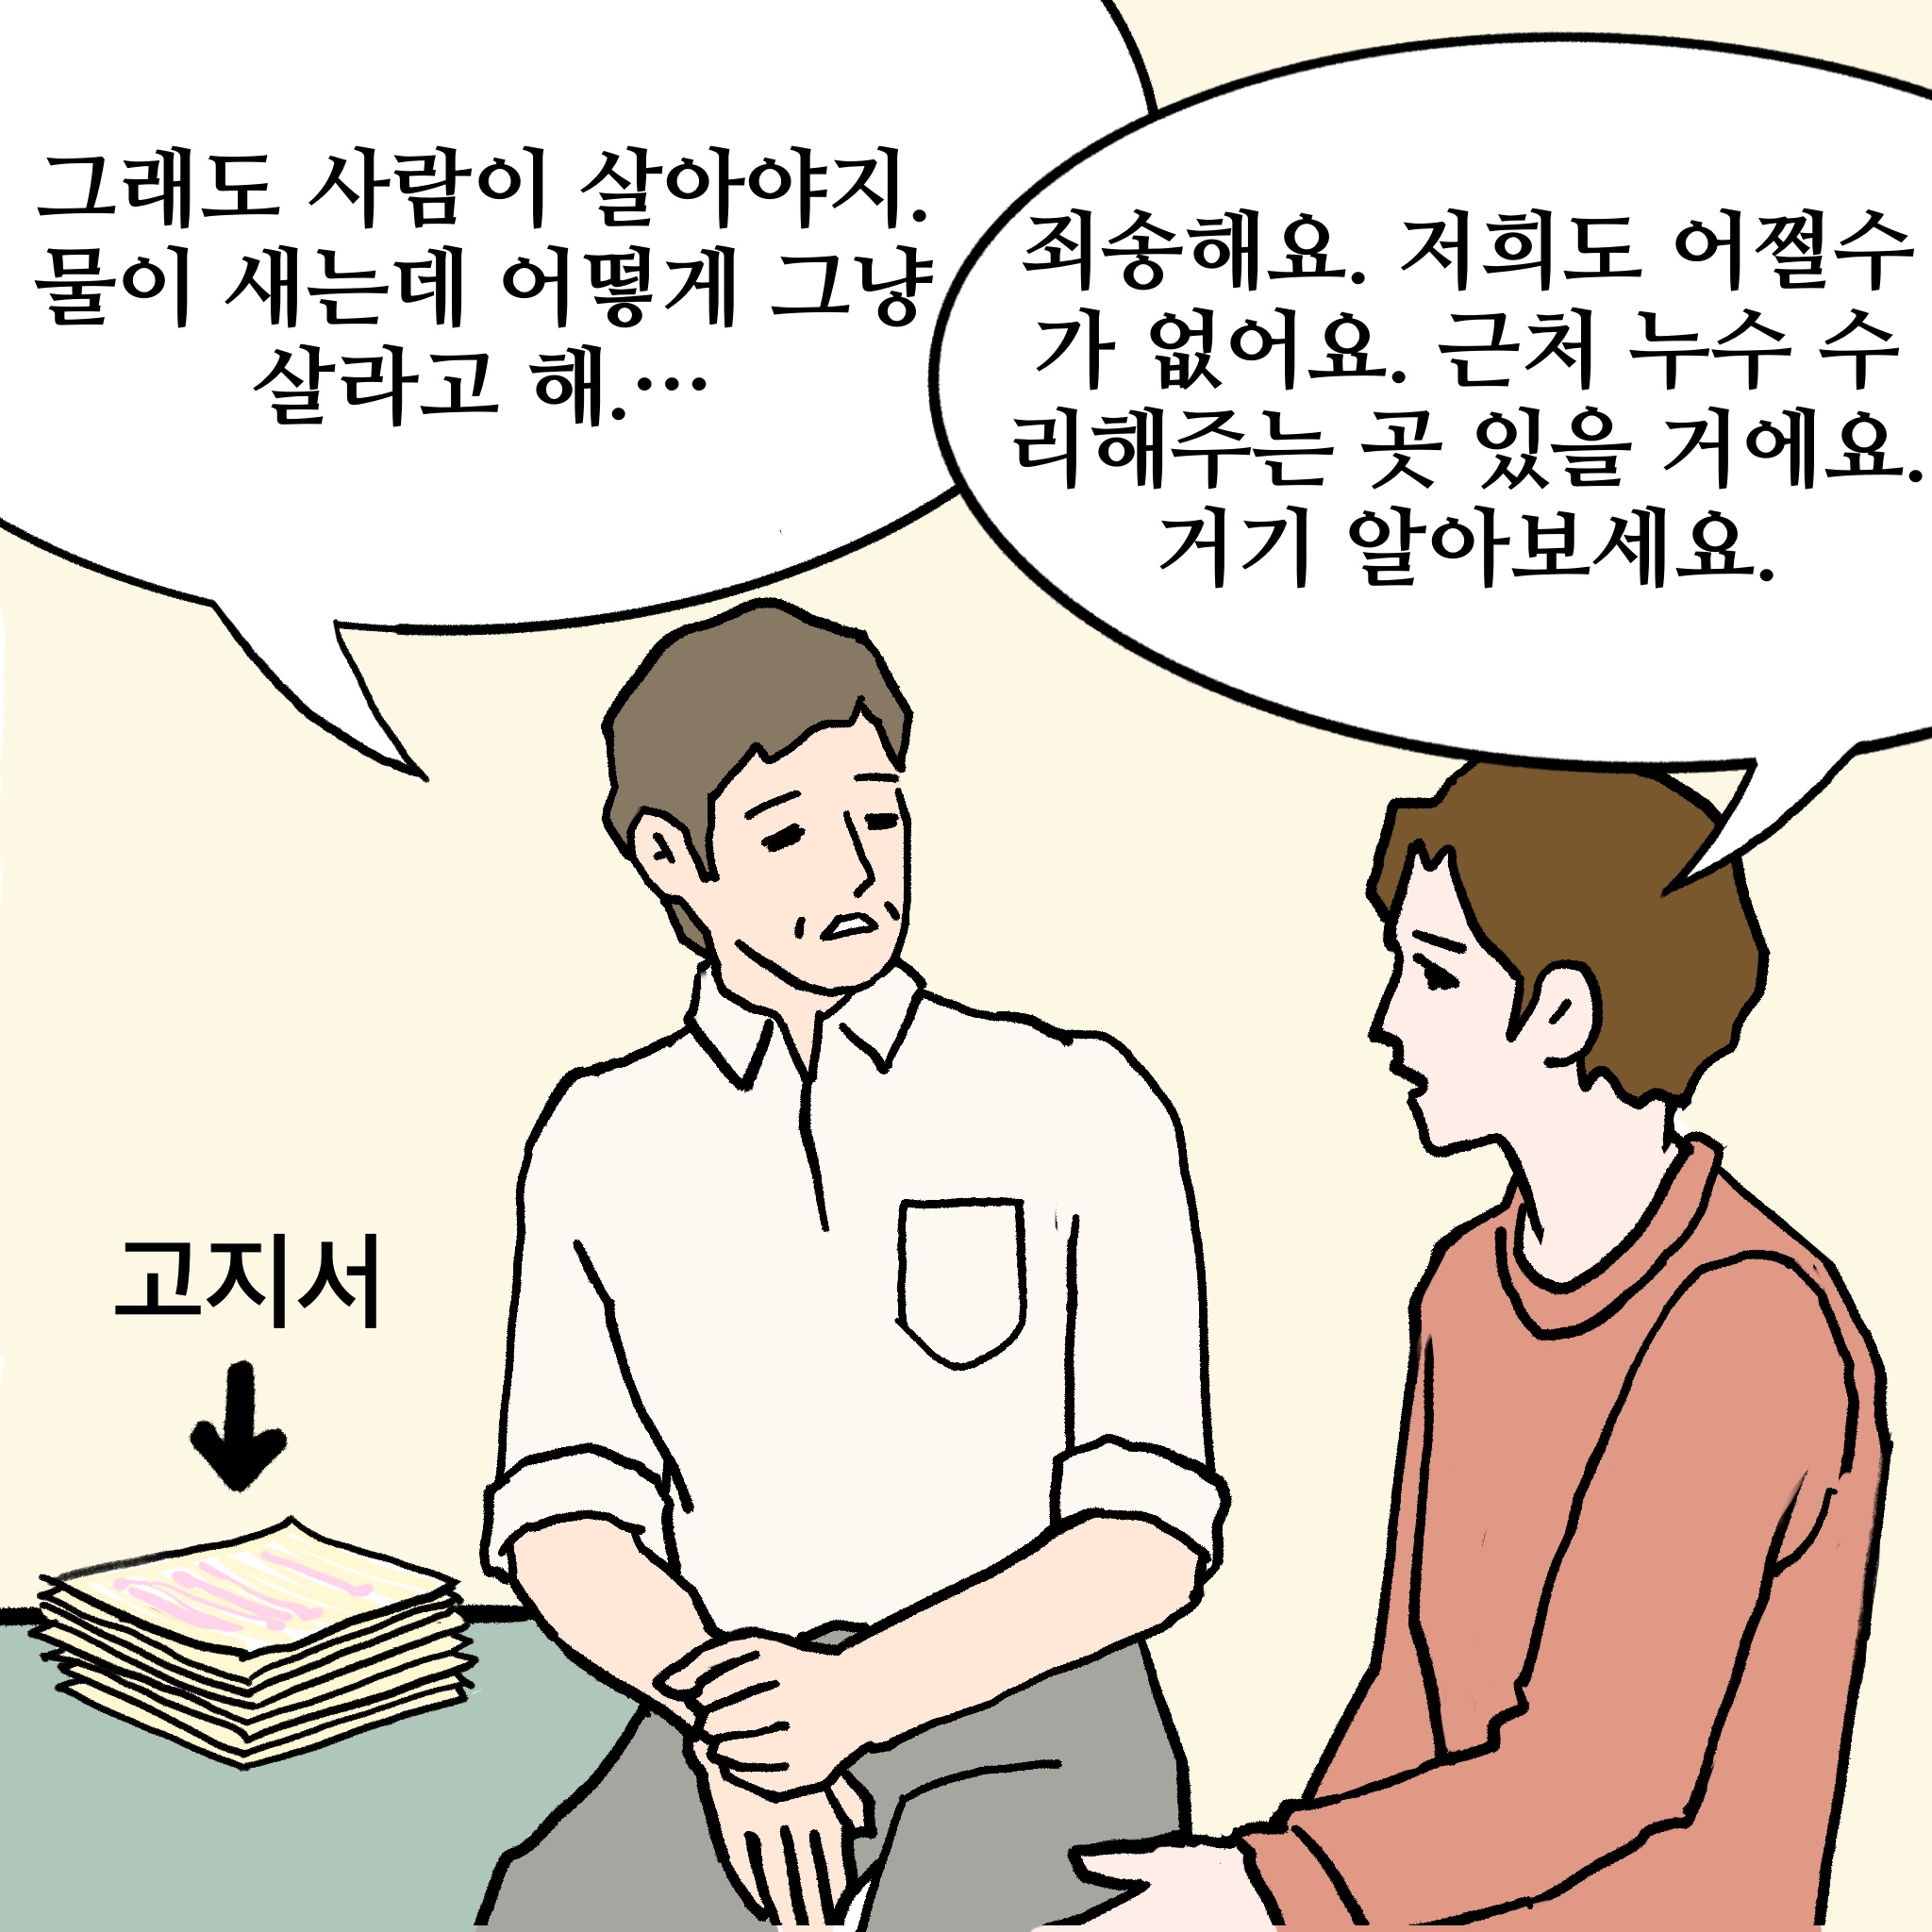 그래도 사람이 살아야지.
물이 새는데 어떻게 그냥
살라고 해.…
죄송해요. 저희도 어쩔수
가 없어요. 근처 누수 수
리해주는 곳 있을 거에요.
거기 알아보세요.
고지서